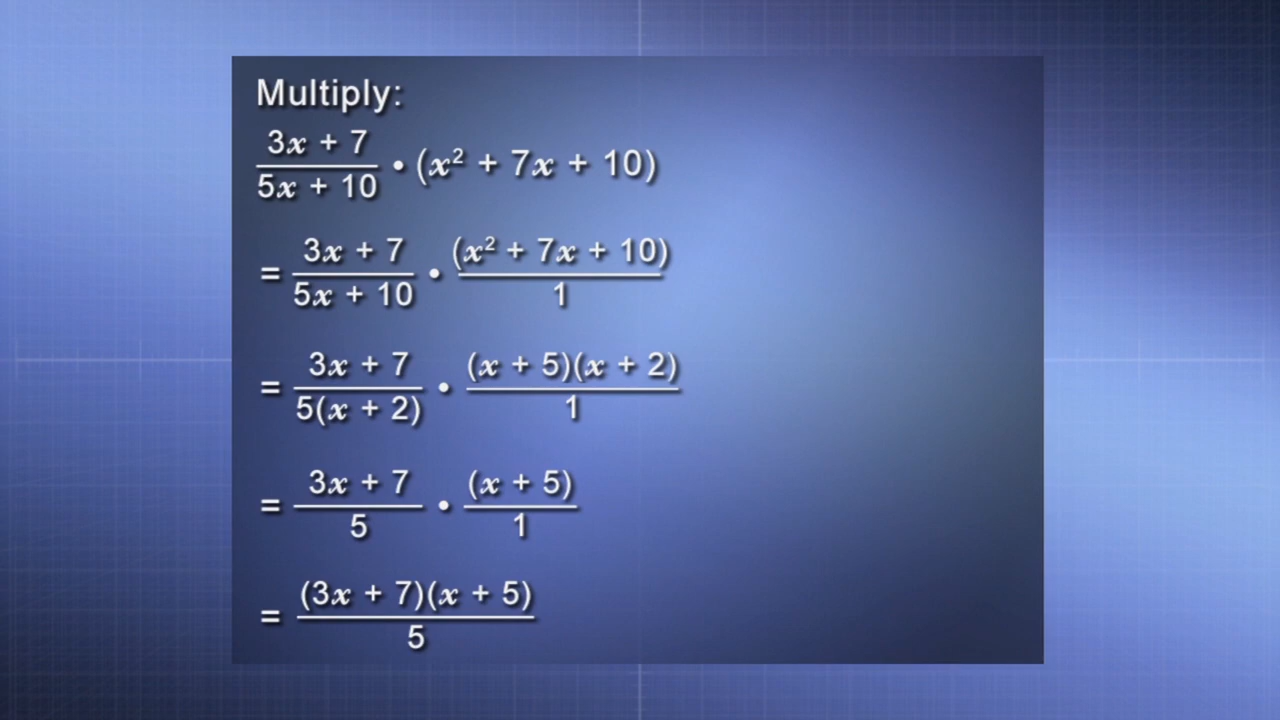 Multiply:
(3x + 7)/(5x + 10) • (x² + 7x + 10)
= (3x + 7)/(5x + 10) • (x² + 7x + 10)/1
= (3x + 7)/(5(x + 2)) • (x + 5)(x + 2)/1
= (3x + 7)/5 • (x + 5)/1
= (3x + 7)(x + 5)/5